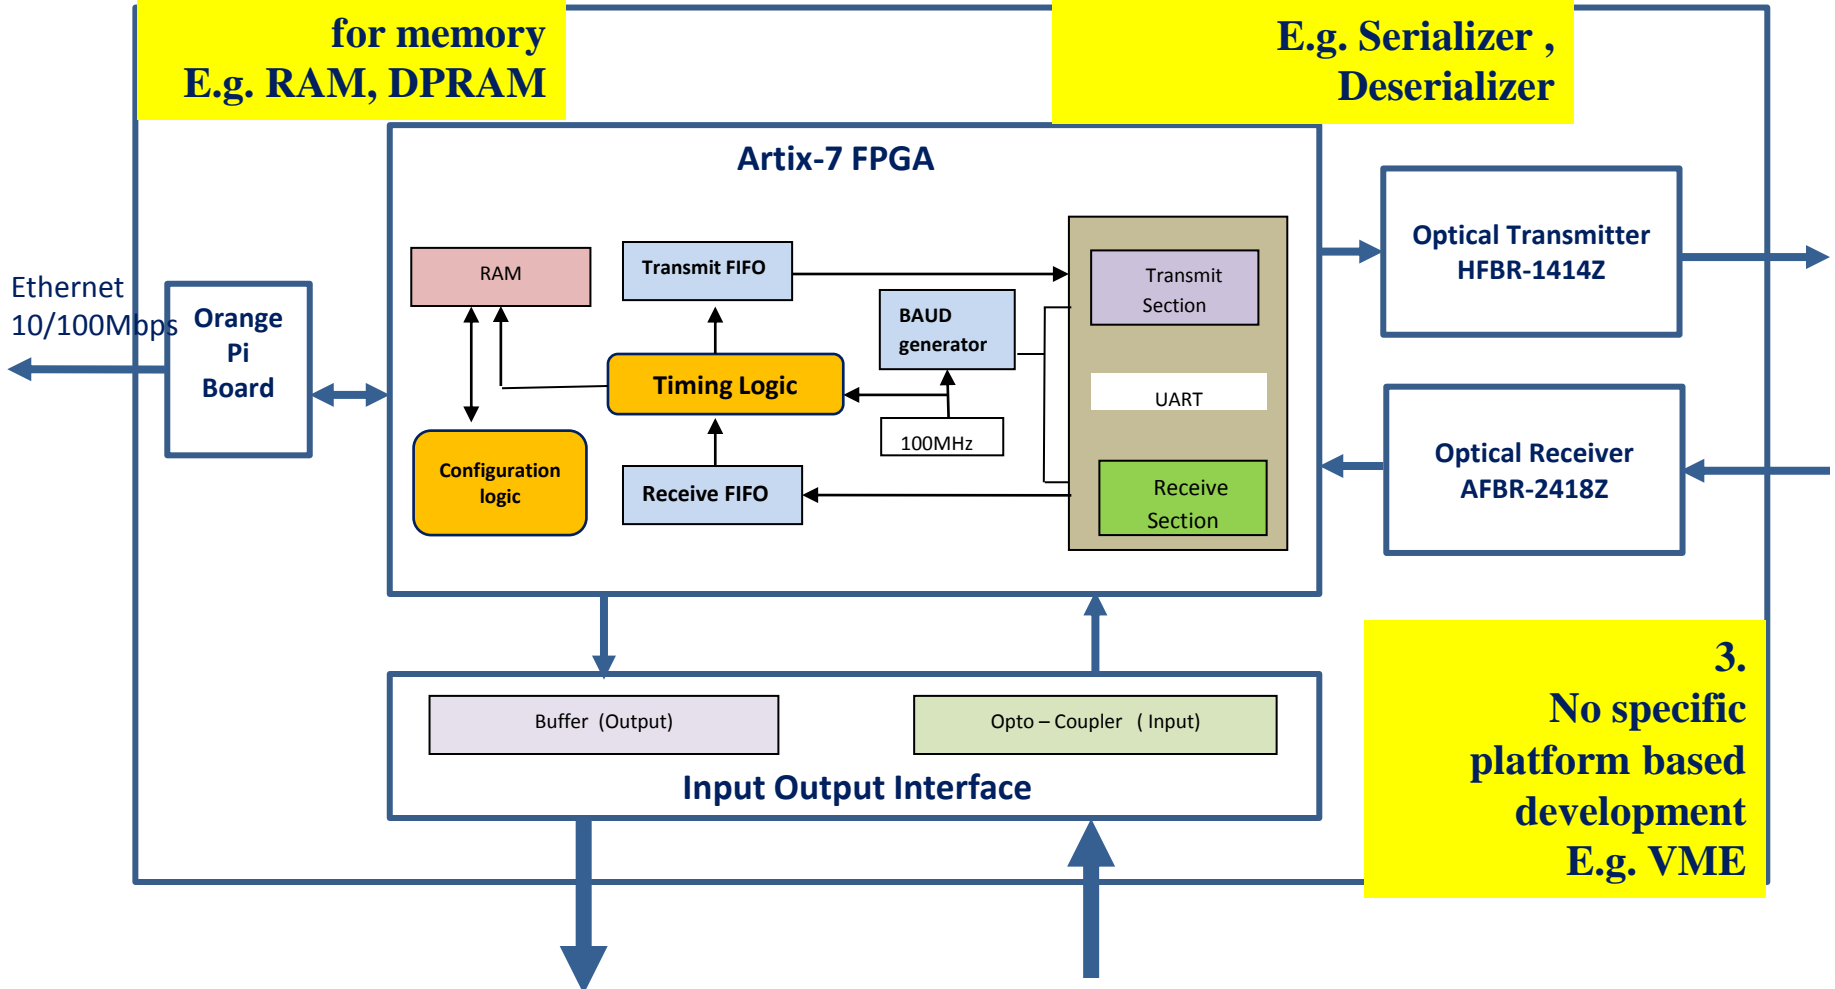 for memory
E.g. RAM, DPRAM
E.g. Serializer ,
Deserializer
Artix-7 FPGA
RAM
Transmit FIFO
Transmit
Section
BAUD
generator
Timing Logic
UART
100MHz
Configuration
logic
Receive FIFO
Receive
Section
Ethernet
10/100Mbps
Orange
Pi
Board
Optical Transmitter
HFBR-1414Z
Optical Receiver
AFBR-2418Z
Buffer (Output)
Opto – Coupler ( Input)
Input Output Interface
3.
No specific
platform based
development
E.g. VME